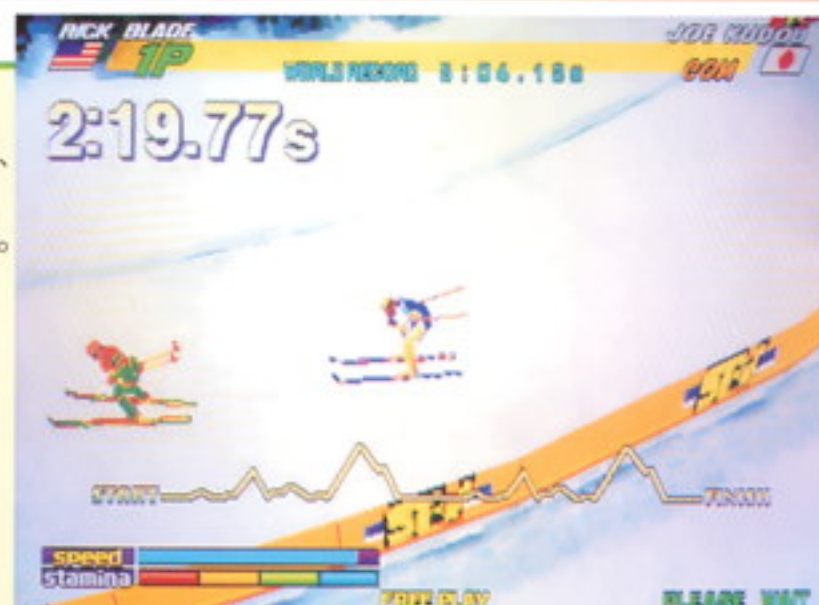 RICK BLADE
1P
JOE KUDOU
COM
WORLD RECORD 2:04.18s
2:19.77s
START
FINISH
speed
stamina
FREE PLAY
PLEASE WAIT